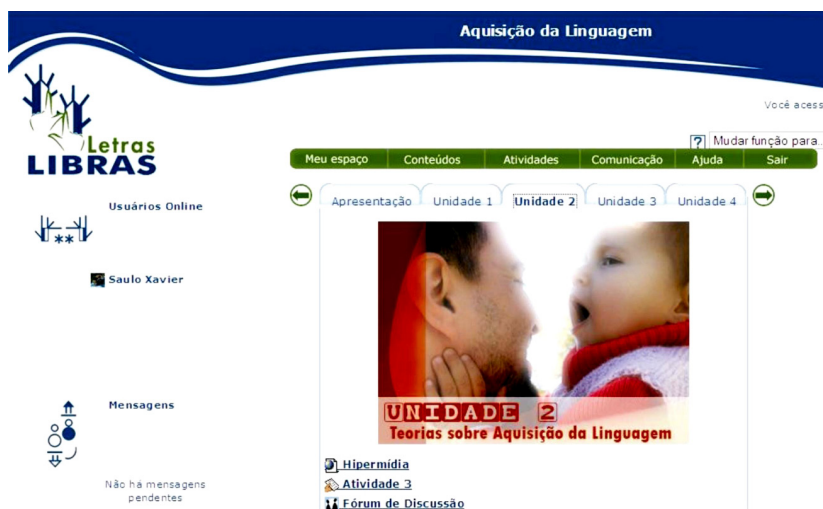 Aquisição da Linguagem
Você acess
Letras
LIBRAS
? Mudar função para...
Meu espaço Conteúdos Atividades Comunicação Ajuda Sair
Apresentação Unidade 1 Unidade 2 Unidade 3 Unidade 4
Usuários Online
Saulo Xavier
UNIDADE 2
Teorias sobre Aquisição da Linguagem
Mensagens
Não há mensagens
pendentes
Hipermídia
Atividade 3
Fórum de Discussão